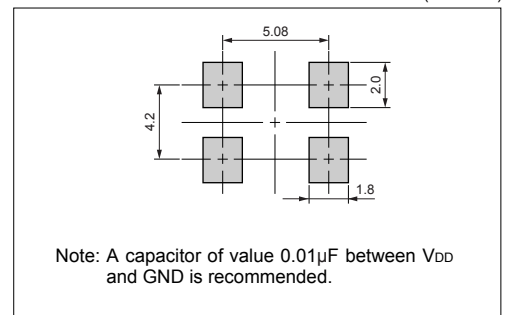 5.08
2.0
4.2
1.8
Note: A capacitor of value 0.01µF between VDD
and GND is recommended.